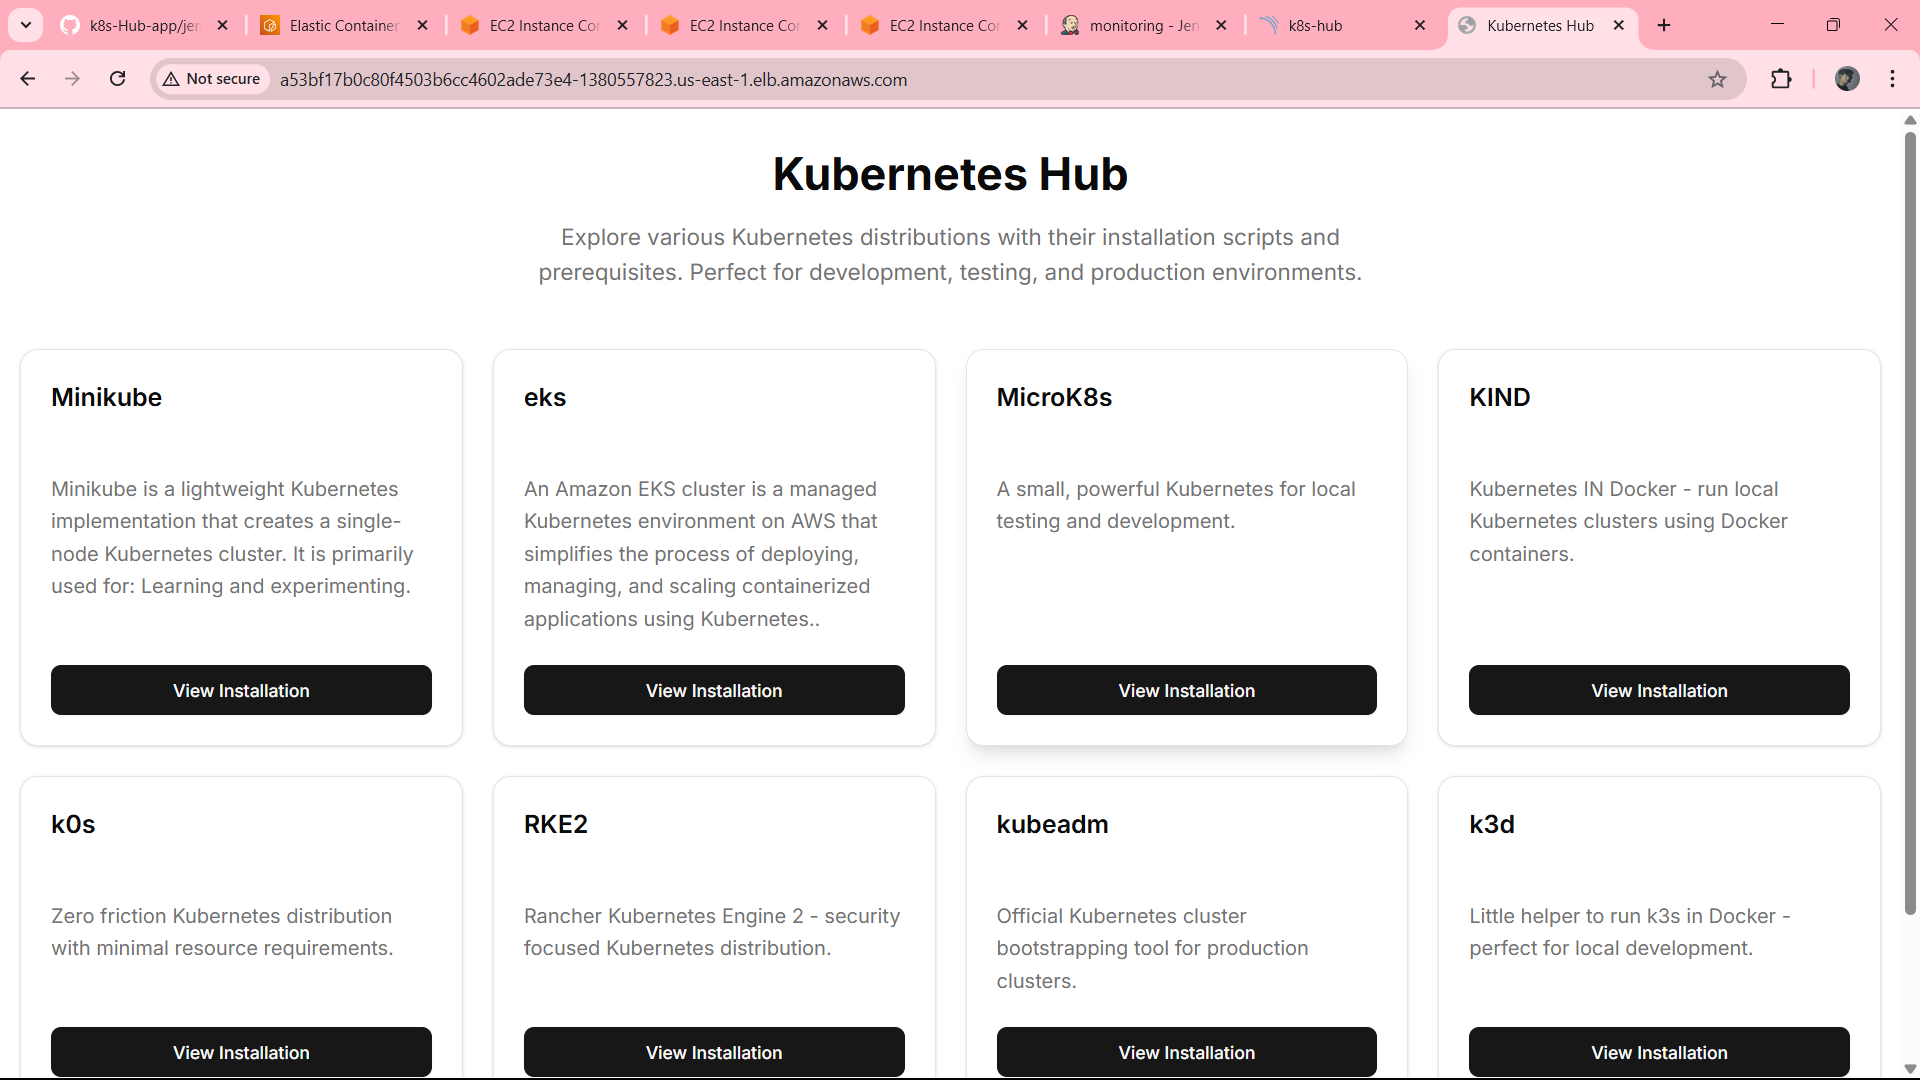 k8s-Hub-app/jen
Elastic Container
EC2 Instance Con
EC2 Instance Con
EC2 Instance Con
monitoring - Jen
k8s-hub
Kubernetes Hub
Not secure
a53bf17b0c80f4503b6cc4602ade73e4-1380557823.us-east-1.elb.amazonaws.com
Kubernetes Hub
Explore various Kubernetes distributions with their installation scripts and
prerequisites. Perfect for development, testing, and production environments.
Minikube
Minikube is a lightweight Kubernetes
implementation that creates a single-
node Kubernetes cluster. It is primarily
used for: Learning and experimenting.
View Installation
eks
An Amazon EKS cluster is a managed
Kubernetes environment on AWS that
simplifies the process of deploying,
managing, and scaling containerized
applications using Kubernetes..
View Installation
MicroK8s
A small, powerful Kubernetes for local
testing and development.
View Installation
KIND
Kubernetes IN Docker - run local
Kubernetes clusters using Docker
containers.
View Installation
k0s
Zero friction Kubernetes distribution
with minimal resource requirements.
View Installation
RKE2
Rancher Kubernetes Engine 2 - security
focused Kubernetes distribution.
View Installation
kubeadm
Official Kubernetes cluster
bootstrapping tool for production
clusters.
View Installation
k3d
Little helper to run k3s in Docker -
perfect for local development.
View Installation